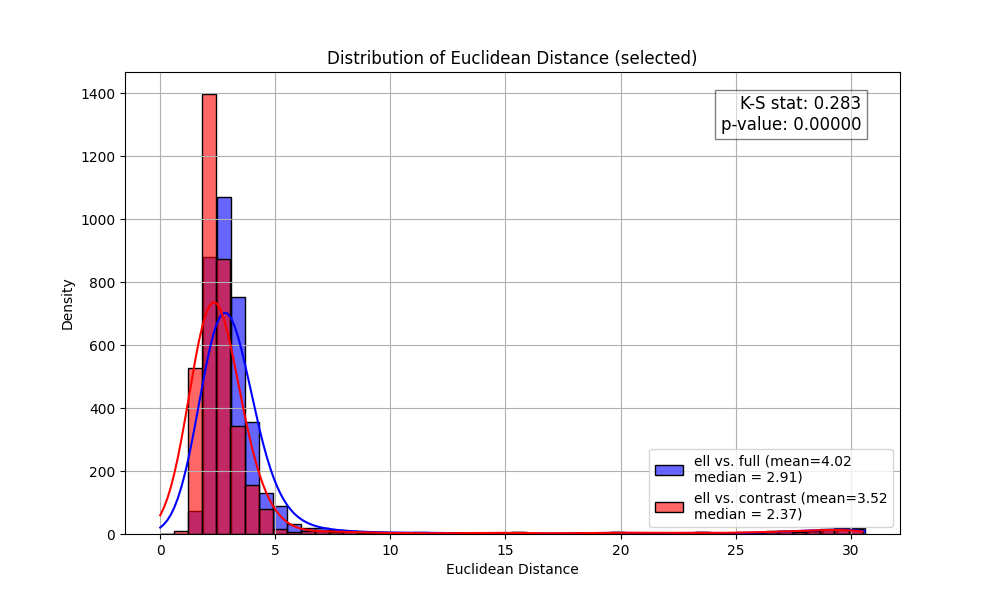 Distribution of Euclidean Distance (selected)
K-S stat: 0.283
p-value: 0.00000
1400
1200
1000
800
600
400
200
0
Density
0
5
10
15
20
25
30
Euclidean Distance
ell vs. full (mean=4.02
median = 2.91)
ell vs. contrast (mean=3.52
median = 2.37)